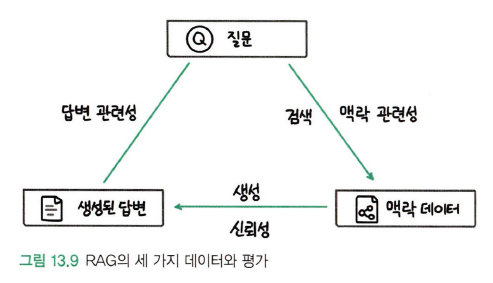 Q 질문
답변 관련성
검색 맥락 관련성
생성된 답변
생성
신뢰성
맥락 데이터
그림 13.9 RAG의 세 가지 데이터와 평가